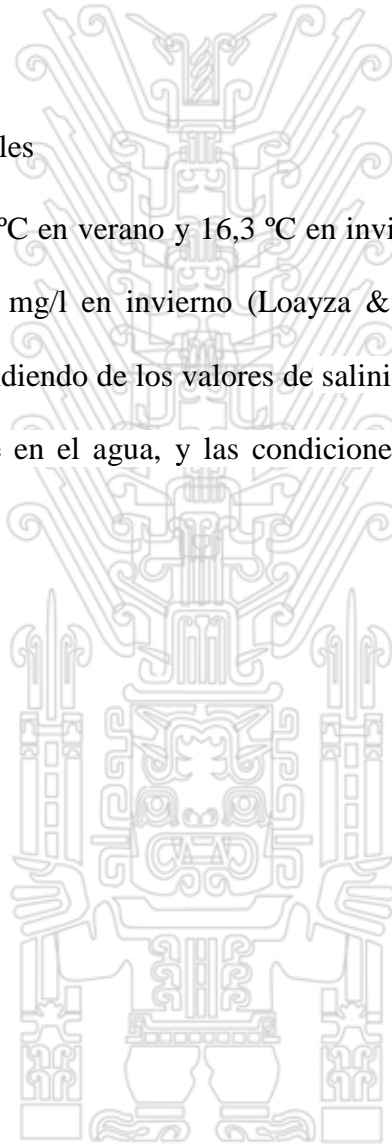 les
ºC en verano y 16,3 ºC en invi
mg/l en invierno (Loayza &
diendo de los valores de salini
en el agua, y las condicione